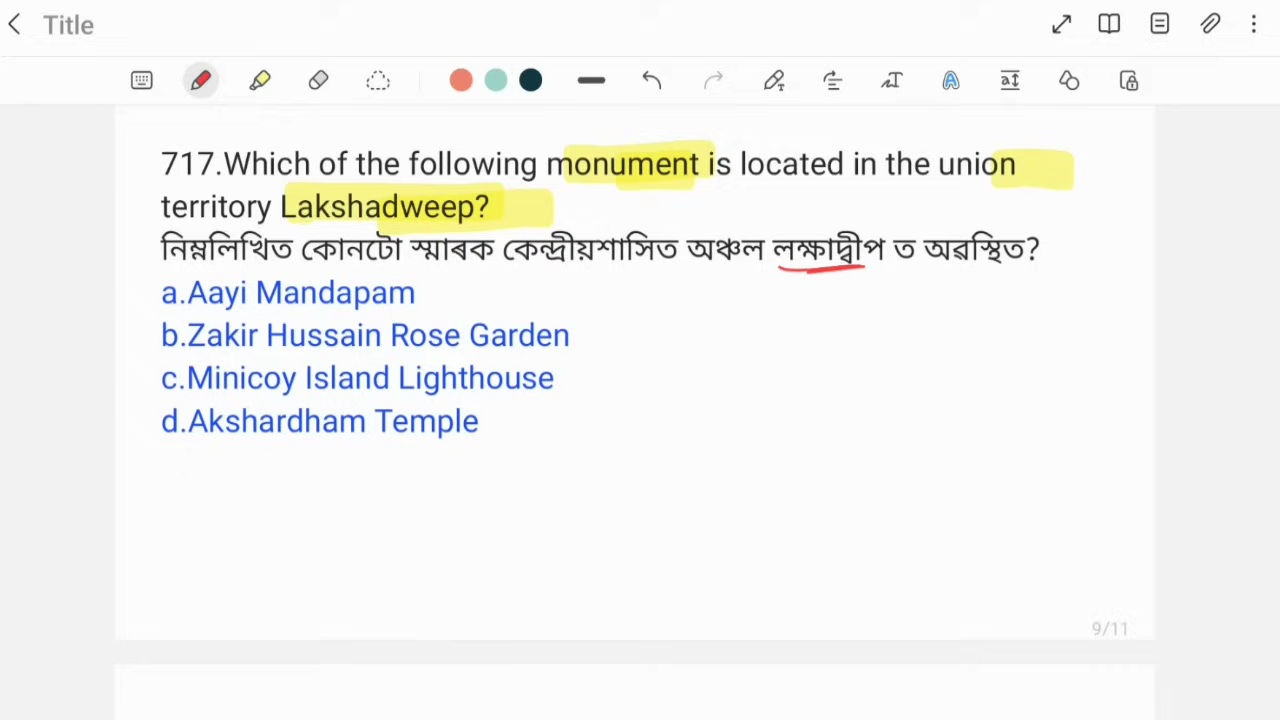 Title
717.Which of the following monument is located in the union
territory Lakshadweep?
নিম্নলিখিত কোনটো স্মাৰক কেন্দ্ৰীয়শাসিত অঞ্চল লক্ষাদ্বীপ ত অৱস্থিত?
a.Aayi Mandapam
b.Zakir Hussain Rose Garden
c.Minicoy Island Lighthouse
d.Akshardham Temple
9/11